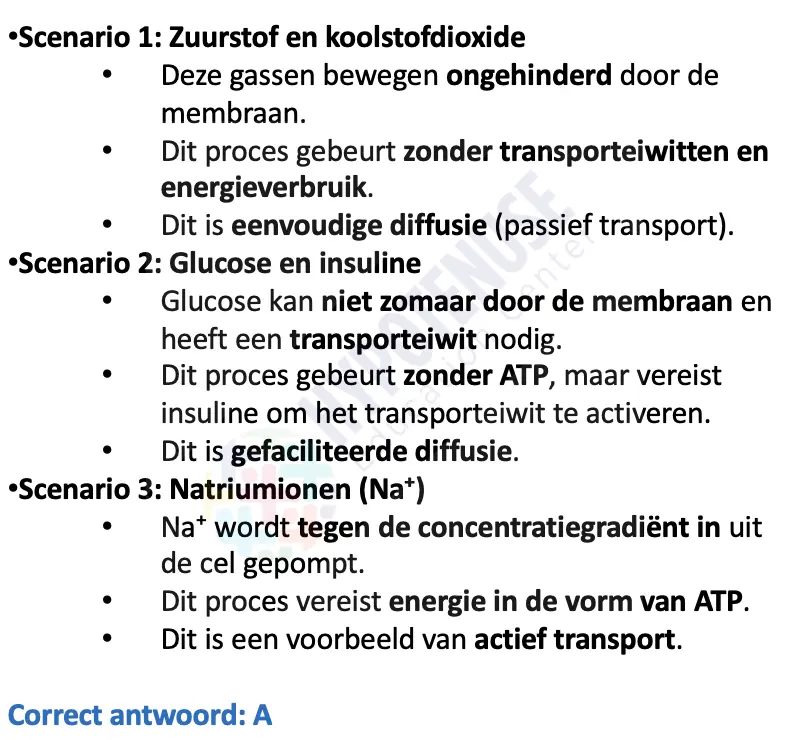 •Scenario 1: Zuurstof en koolstofdioxide
• Deze gassen bewegen ongehinderd door de
membraan.
• Dit proces gebeurt zonder transporteiwitten en
energieverbruik.
• Dit is eenvoudige diffusie (passief transport).
•Scenario 2: Glucose en insuline
• Glucose kan niet zomaar door de membraan en
heeft een transporteiwit nodig.
• Dit proces gebeurt zonder ATP, maar vereist
insuline om het transporteiwit te activeren.
• Dit is gefaciliteerde diffusie.
•Scenario 3: Natriumionen (Na⁺)
• Na⁺ wordt tegen de concentratiegradiënt in uit
de cel gepompt.
• Dit proces vereist energie in de vorm van ATP.
• Dit is een voorbeeld van actief transport.
Correct antwoord: A
HYPOTENUSE
Education Center